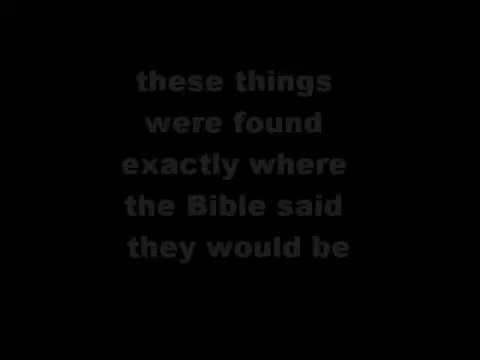 these things
were found
exactly where
the Bible said
they would be